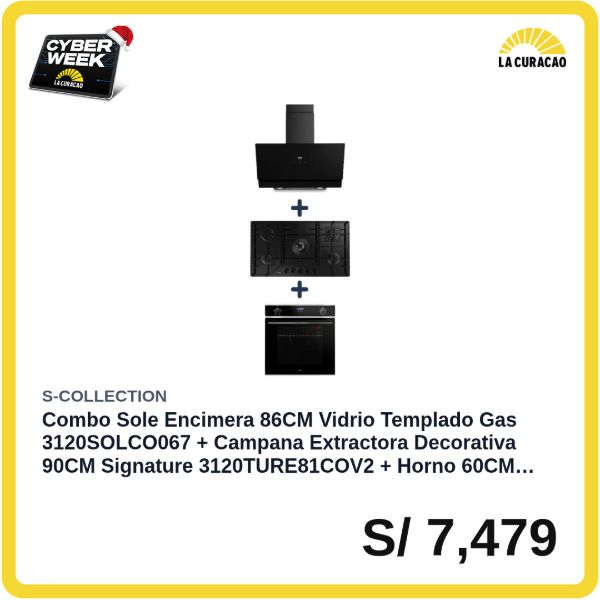 CYBER
WEEK
LA CURACAO
LA CURACAO
S-COLLECTION
Combo Sole Encimera 86CM Vidrio Templado Gas
3120SOLCO067 + Campana Extractora Decorativa
90CM Signature 3120TURE81COV2 + Horno 60CM...
S/ 7,479